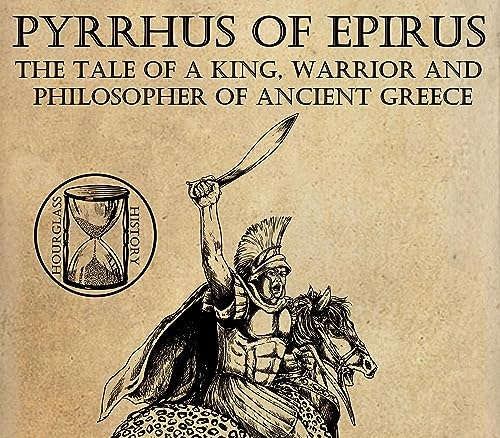 PYRRHUS OF EPIRUS
THE TALE OF A KING, WARRIOR AND
PHILOSOPHER OF ANCIENT GREECE
HOURGLASS
HISTORY